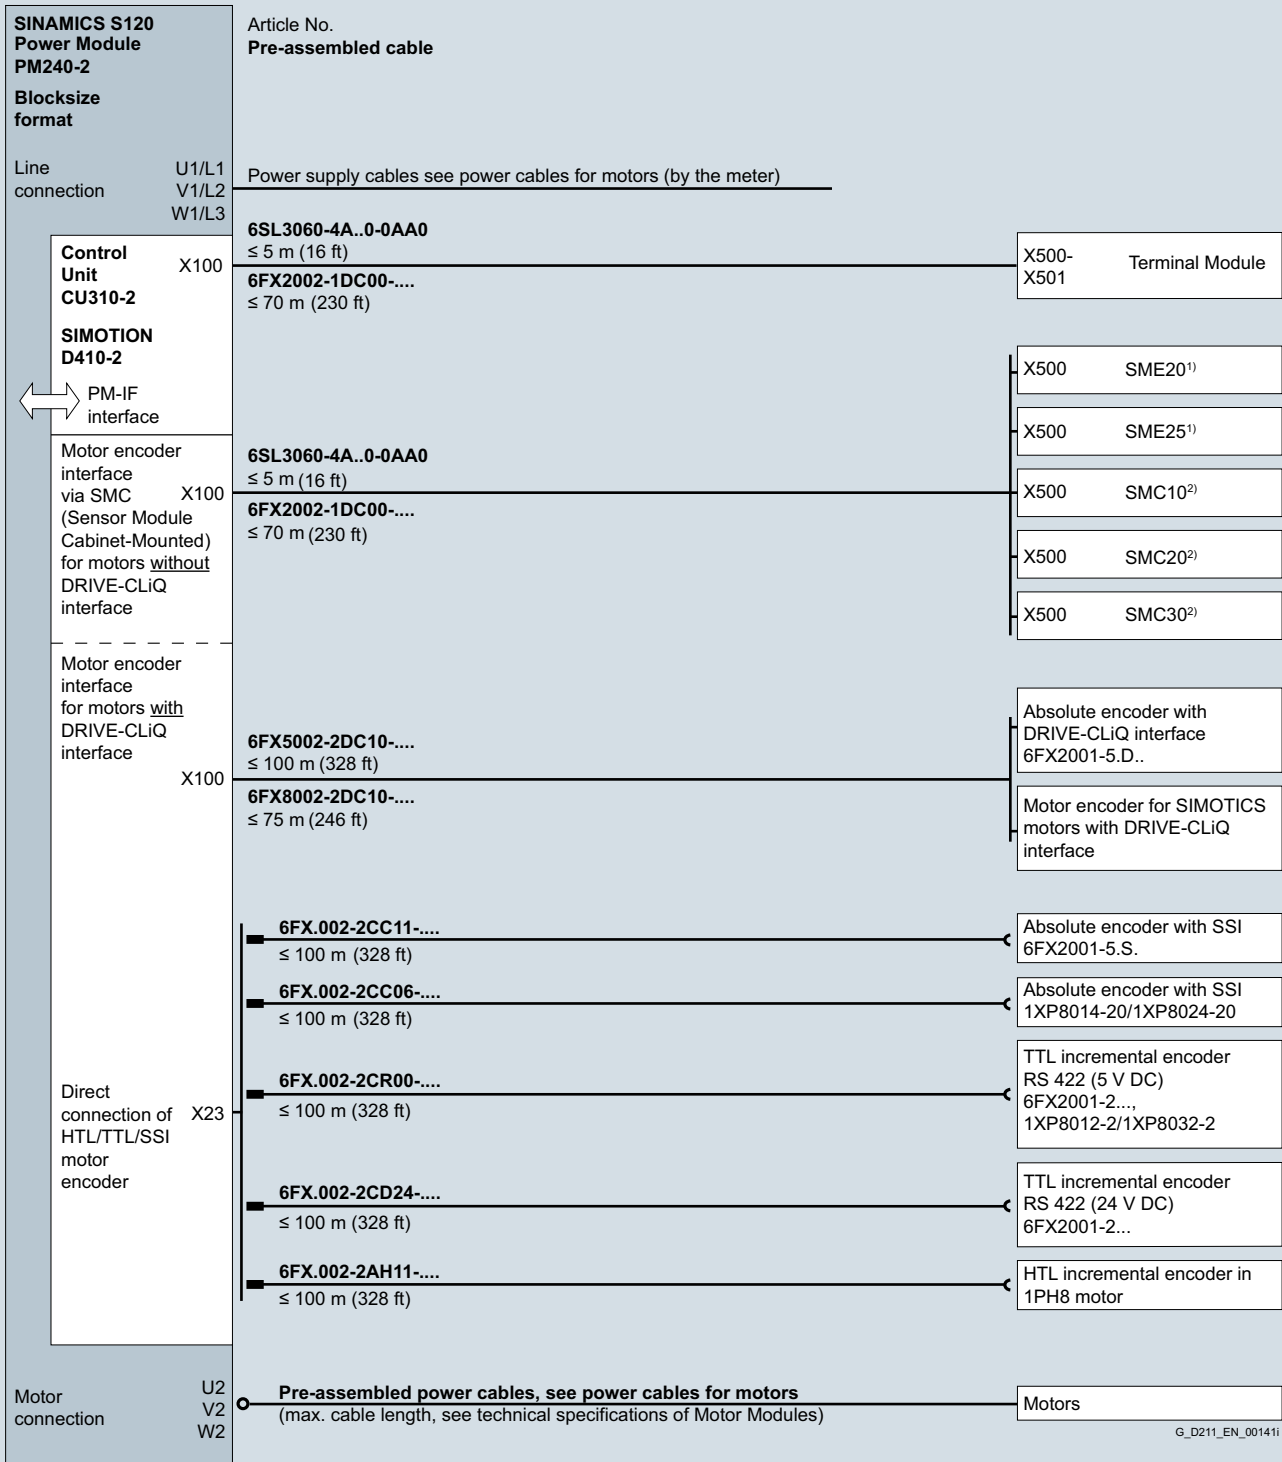 SINAMICS S120
Power Module
PM240-2
Blocksize
format
Article No.
Pre-assembled cable
Line
connection
U1/L1
V1/L2
W1/L3
Power supply cables see power cables for motors (by the meter)
Control
Unit
CU310-2
X100
SIMOTION
D410-2
PM-IF
interface
6SL3060-4A..0-0AA0
≤ 5 m (16 ft)
6FX2002-1DC00-....
≤ 70 m (230 ft)
X500-
X501
Terminal Module
Motor encoder
interface
via SMC
(Sensor Module
Cabinet-Mounted)
for motors without
DRIVE-CLiQ
interface
X100
6SL3060-4A..0-0AA0
≤ 5 m (16 ft)
6FX2002-1DC00-....
≤ 70 m (230 ft)
X500 SME201)
X500 SME251)
X500 SMC102)
X500 SMC202)
X500 SMC302)
Motor encoder
interface
for motors with
DRIVE-CLiQ
interface
X100
6FX5002-2DC10-....
≤ 100 m (328 ft)
6FX8002-2DC10-....
≤ 75 m (246 ft)
Absolute encoder with
DRIVE-CLiQ interface
6FX2001-5.D..
Motor encoder for SIMOTICS
motors with DRIVE-CLiQ
interface
Direct
connection of
HTL/TTL/SSI
motor
encoder
X23
6FX.002-2CC11-....
≤ 100 m (328 ft)
Absolute encoder with SSI
6FX2001-5.S.
6FX.002-2CC06-....
≤ 100 m (328 ft)
Absolute encoder with SSI
1XP8014-20/1XP8024-20
6FX.002-2CR00-....
≤ 100 m (328 ft)
TTL incremental encoder
RS 422 (5 V DC)
6FX2001-2...,
1XP8012-2/1XP8032-2
6FX.002-2CD24-....
≤ 100 m (328 ft)
TTL incremental encoder
RS 422 (24 V DC)
6FX2001-2...
6FX.002-2AH11-....
≤ 100 m (328 ft)
HTL incremental encoder in
1PH8 motor
Motor
connection
U2
V2
W2
Pre-assembled power cables, see power cables for motors
(max. cable length, see technical specifications of Motor Modules)
Motors
G_D211_EN_00141i